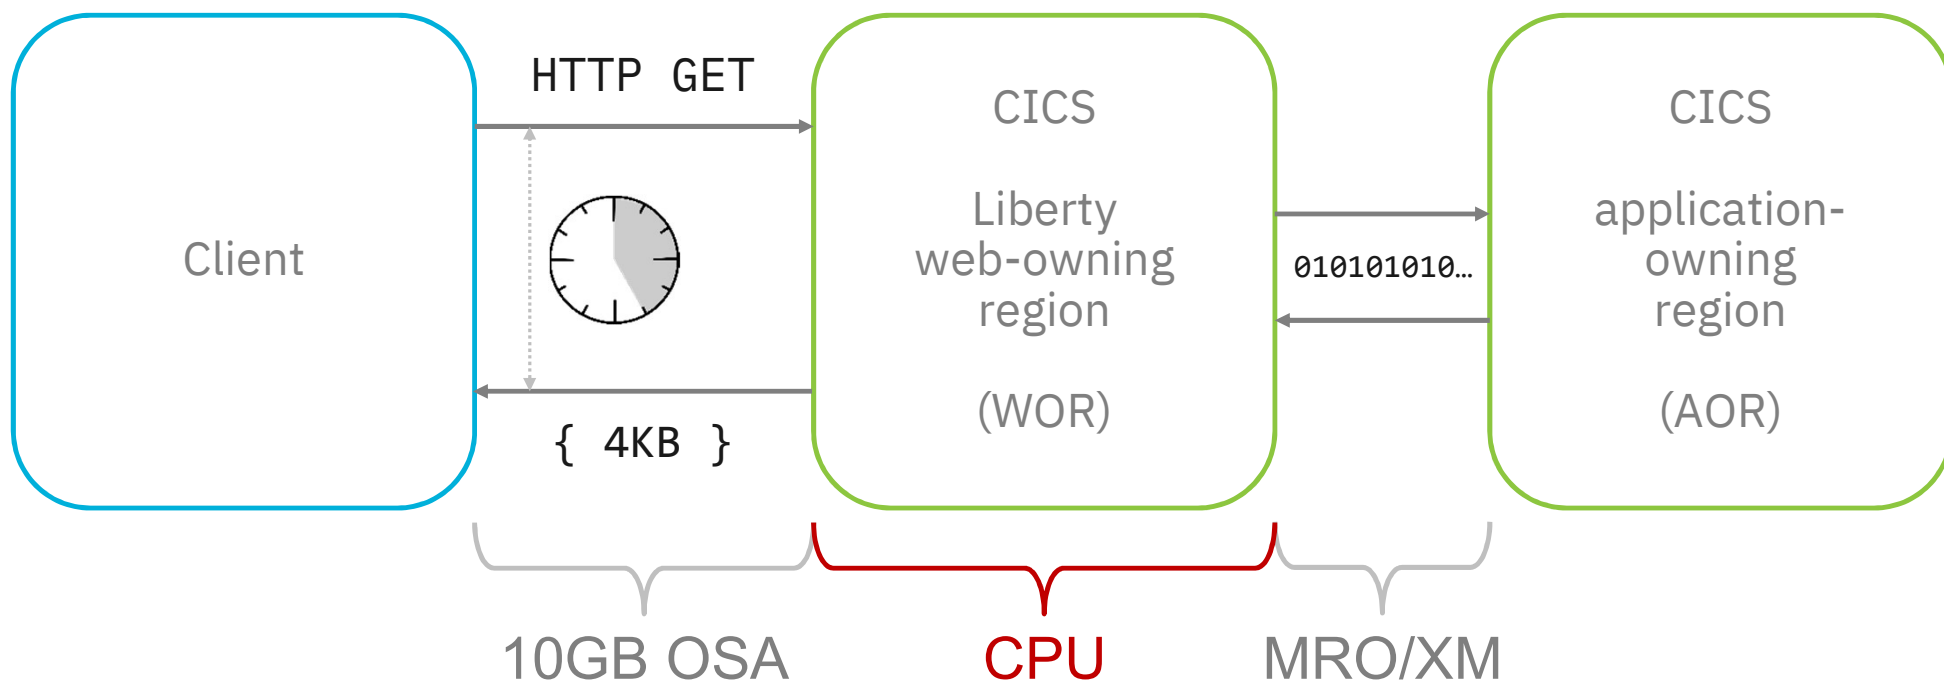 Client
HTTP GET
{ 4KB }
CICS
Liberty
web-owning
region
(WOR)
010101010…
CICS
application-
owning
region
(AOR)
10GB OSA
CPU
MRO/XM